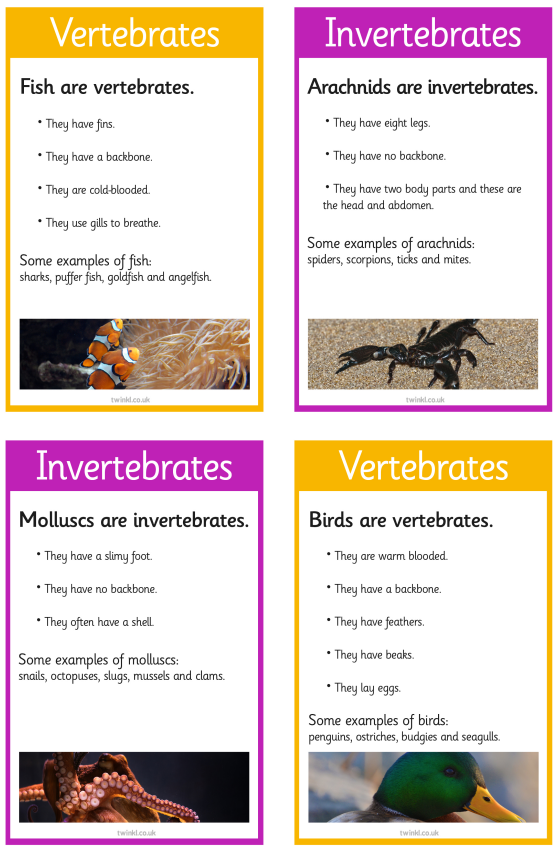 Vertebrates
Fish are vertebrates.
• They have fins.
• They have a backbone.
• They are cold-blooded.
• They use gills to breathe.
Some examples of fish:
sharks, puffer fish, goldfish and angelfish.
twinkl.co.uk
Invertebrates
Arachnids are invertebrates.
• They have eight legs.
• They have no backbone.
• They have two body parts and these are
the head and abdomen.
Some examples of arachnids:
spiders, scorpions, ticks and mites.
twinkl.co.uk
Invertebrates
Molluscs are invertebrates.
• They have a slimy foot.
• They have no backbone.
• They often have a shell.
Some examples of molluscs:
snails, octopuses, slugs, mussels and clams.
twinkl.co.uk
Vertebrates
Birds are vertebrates.
• They are warm blooded.
• They have a backbone.
• They have feathers.
• They have beaks.
• They lay eggs.
Some examples of birds:
penguins, ostriches, budgies and seagulls.
twinkl.co.uk